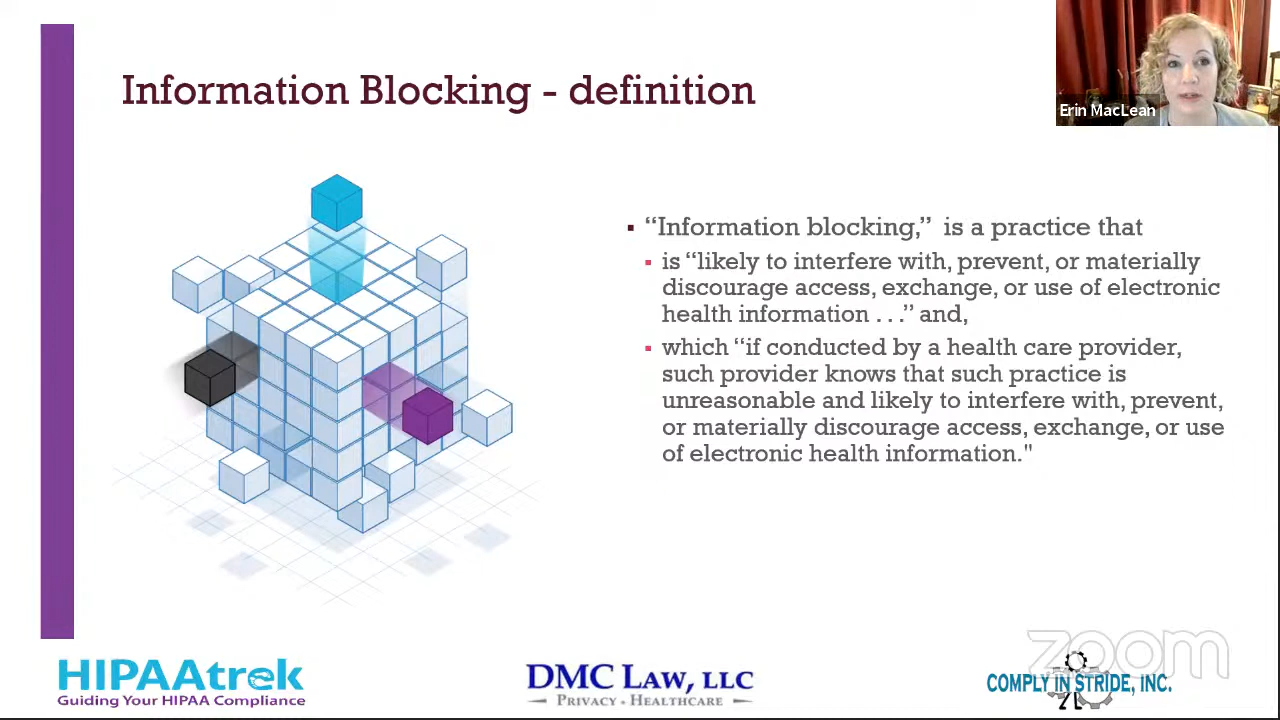 Information Blocking - definition
Erin MacLean
▪ “Information blocking,” is a practice that
▪ is “likely to interfere with, prevent, or materially
discourage access, exchange, or use of electronic
health information . . .” and,
▪ which “if conducted by a health care provider,
such provider knows that such practice is
unreasonable and likely to interfere with, prevent,
or materially discourage access, exchange, or use
of electronic health information."
zoom
HIPAAtrek
Guiding Your HIPAA Compliance
DMC LAW, LLC
PRIVACY • HEALTHCARE
COMPLY IN STRIDE, INC.